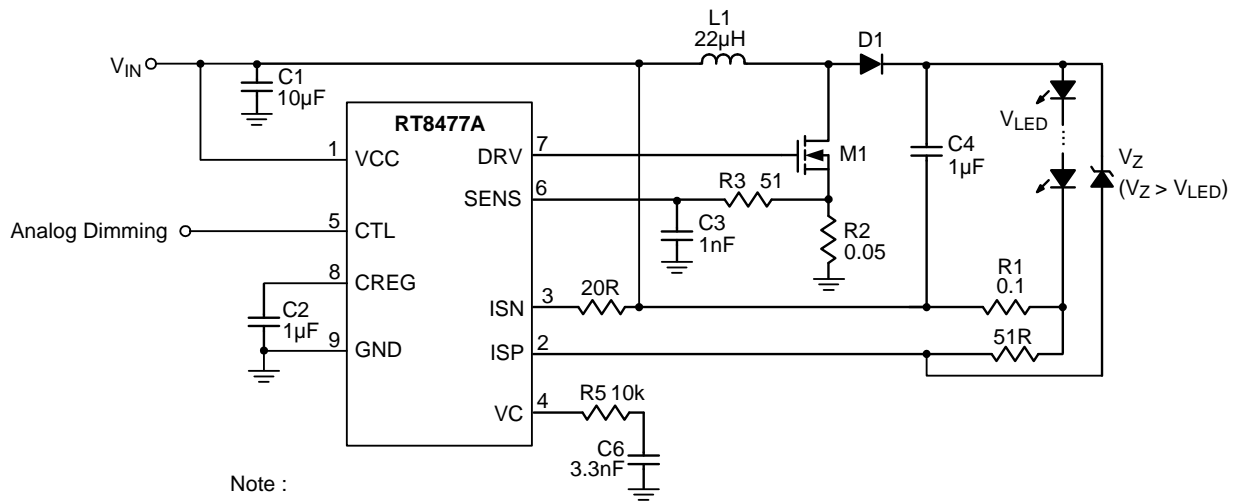 L1
22µH
D1
VIN
C1
10µF
RT8477A
VLED
1
VCC
DRV
7
M1
C4
1µF
VZ
(VZ > VLED)
SENS
6
R3 51
Analog Dimming
5
CTL
C3
1nF
R2
0.05
8
CREG
R1
0.1
20R
ISN
3
C2
1µF
9
GND
ISP
2
51R
VC
4
R5 10k
C6
3.3nF
Note :